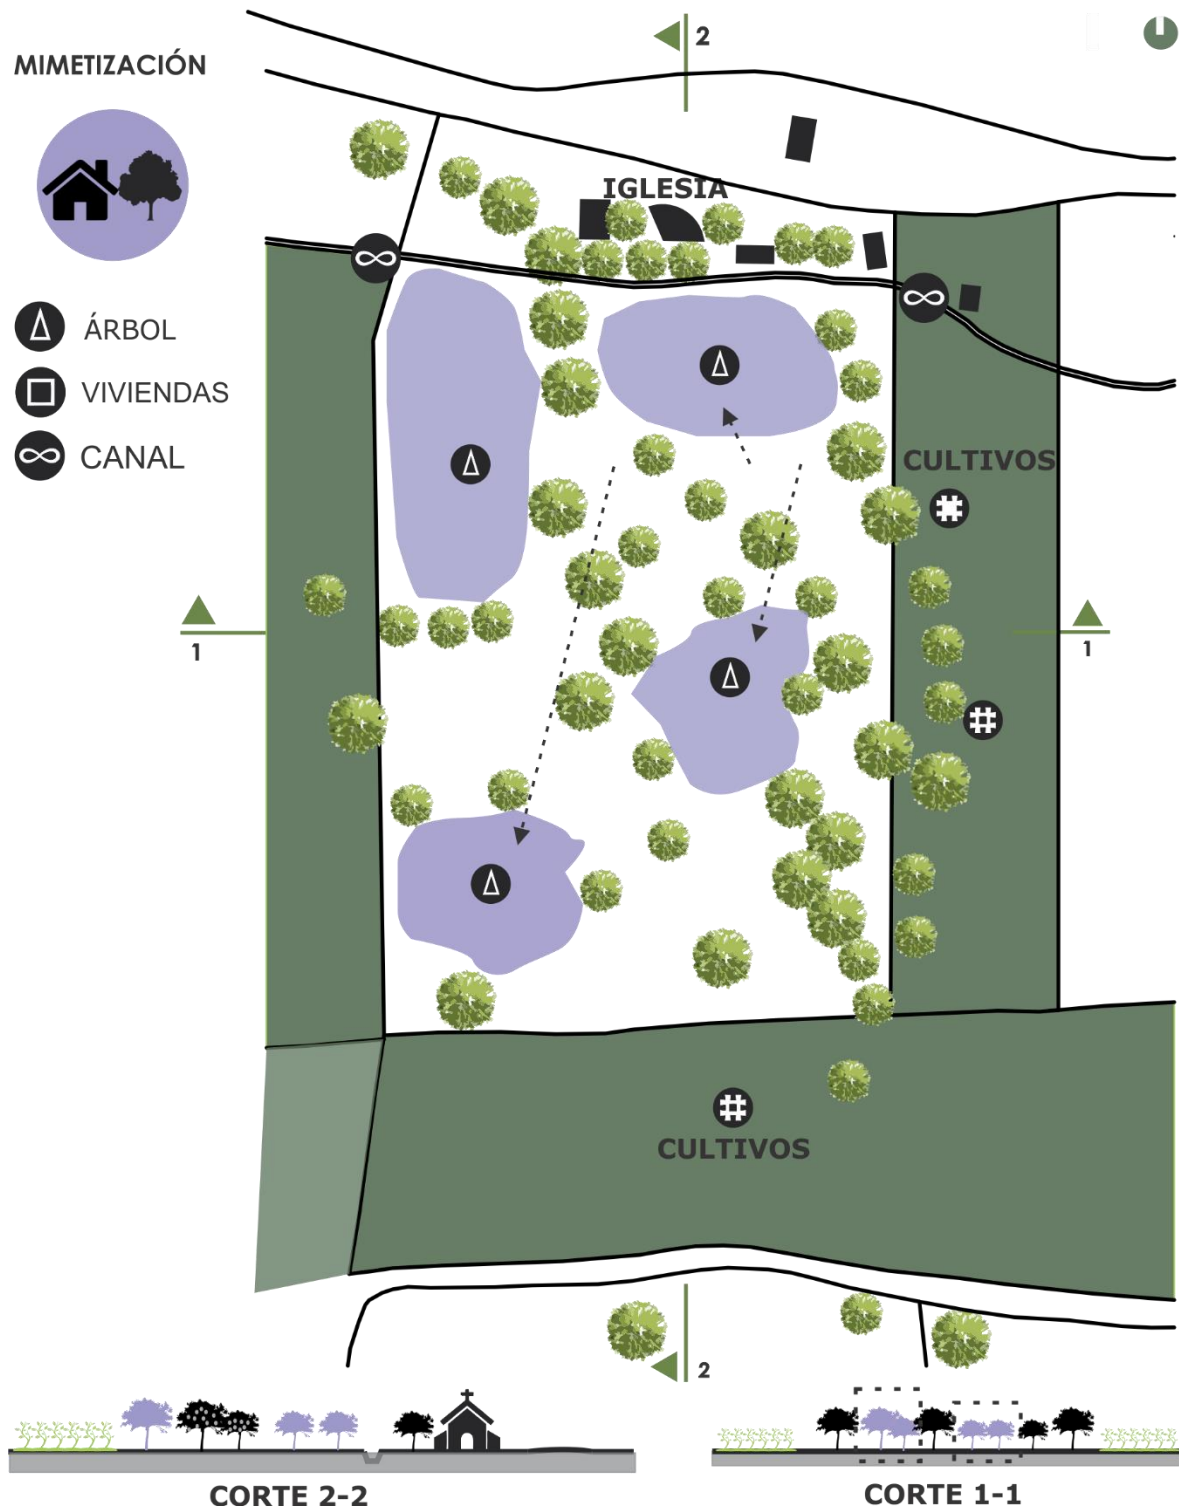 2
MIMETIZACIÓN
IGLESIA
ÁRBOL
VIVIENDAS
CANAL
CULTIVOS
1
1
CULTIVOS
2
CORTE 2-2
CORTE 1-1